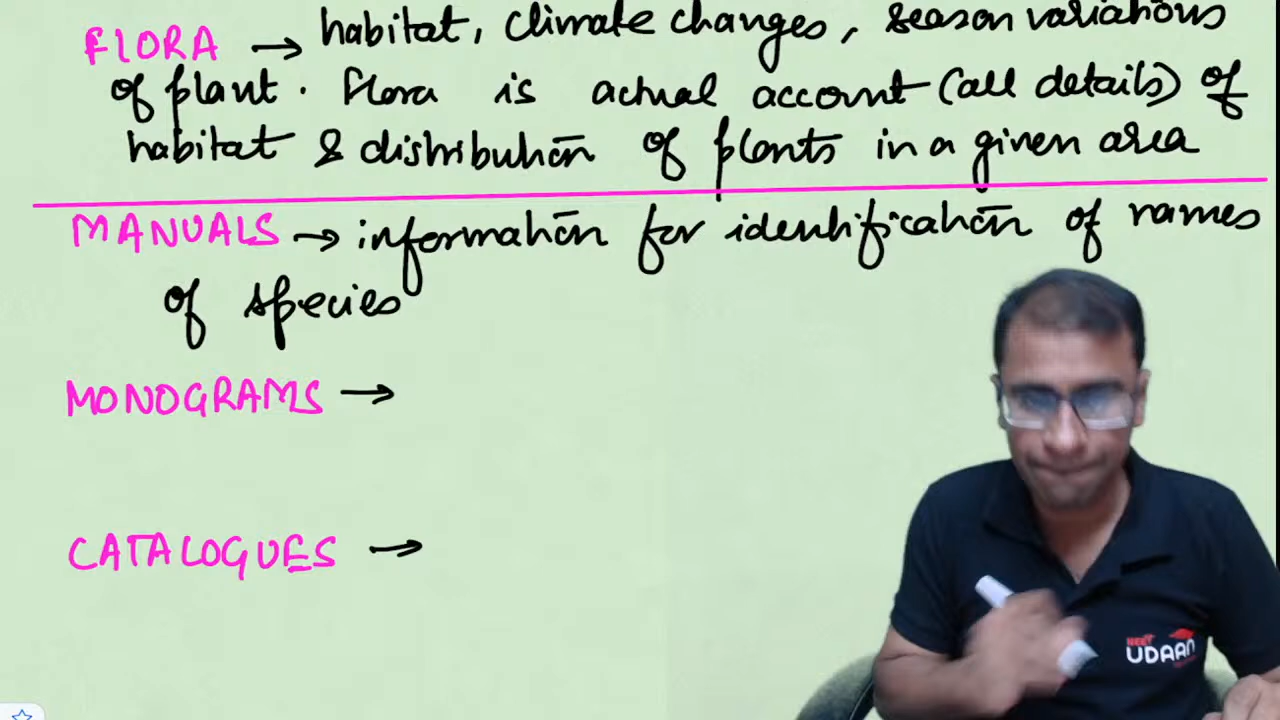 FLORA → habitat, climate changes, season variations
of plant. Flora is actual account (all details) of
habitat & distribution of plants in a given area
MANUALS → information for identification of names
of species
MONOGRAMS →
CATALOGUES →
NEET
UDAAN